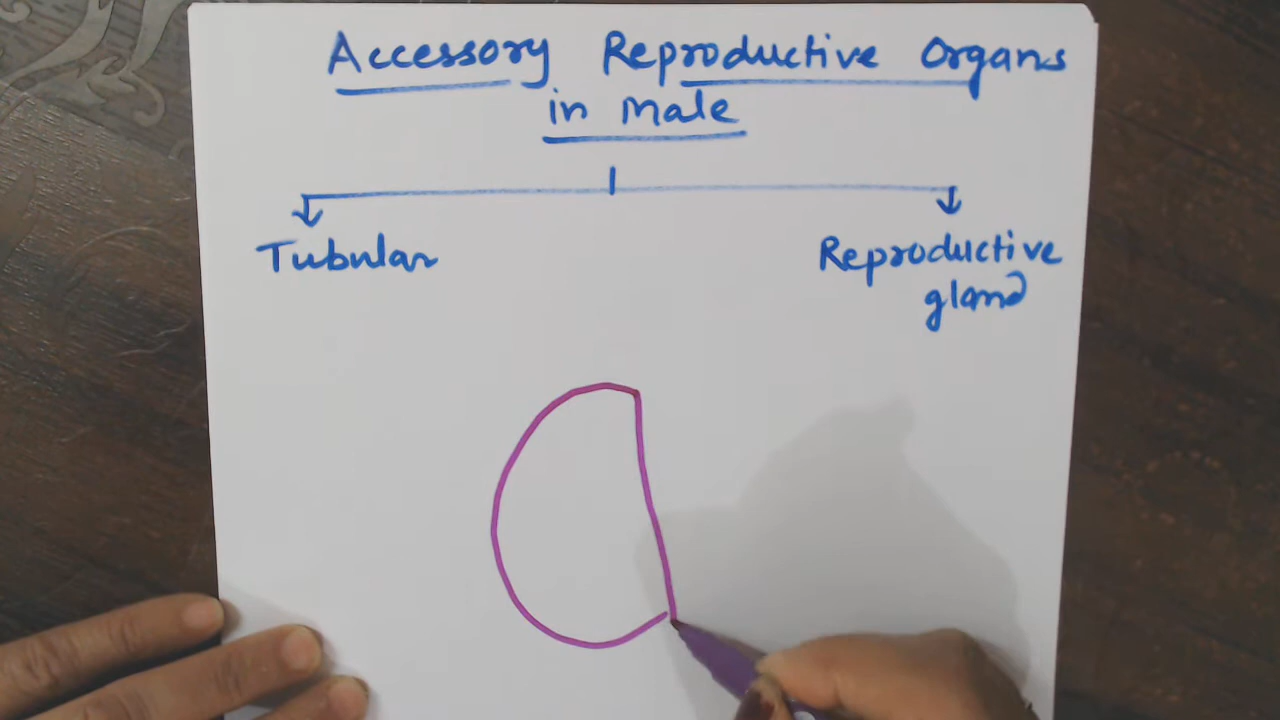 Accessory Reproductive Organs
in Male
Tubular
Reproductive
gland